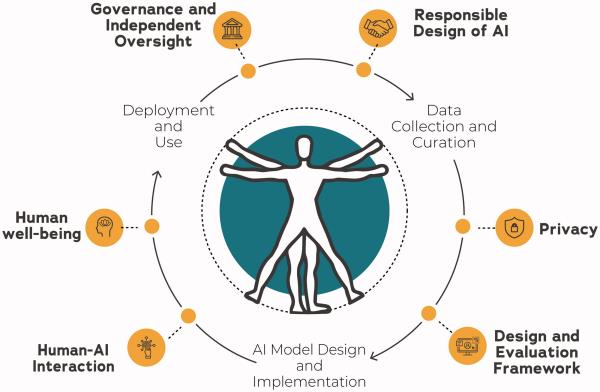 Governance and
Independent
Oversight
Responsible
Design of AI
Deployment
and
Use
Data
Collection and
Curation
Human
well-being
Privacy
Human-AI
Interaction
AI Model Design
and
Implementation
Design and
Evaluation
Framework